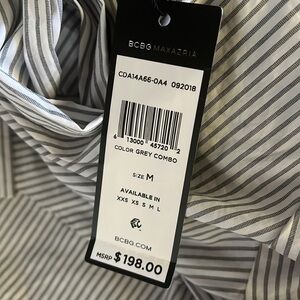 BCBGMAXAZRIA
CDA14A66-0A4 092018
6 13000 45720 2
COLOR GREY COMBO
SIZE M
AVAILABLE IN
XXS XS S M L
BCBG.COM
MSRP $198.00